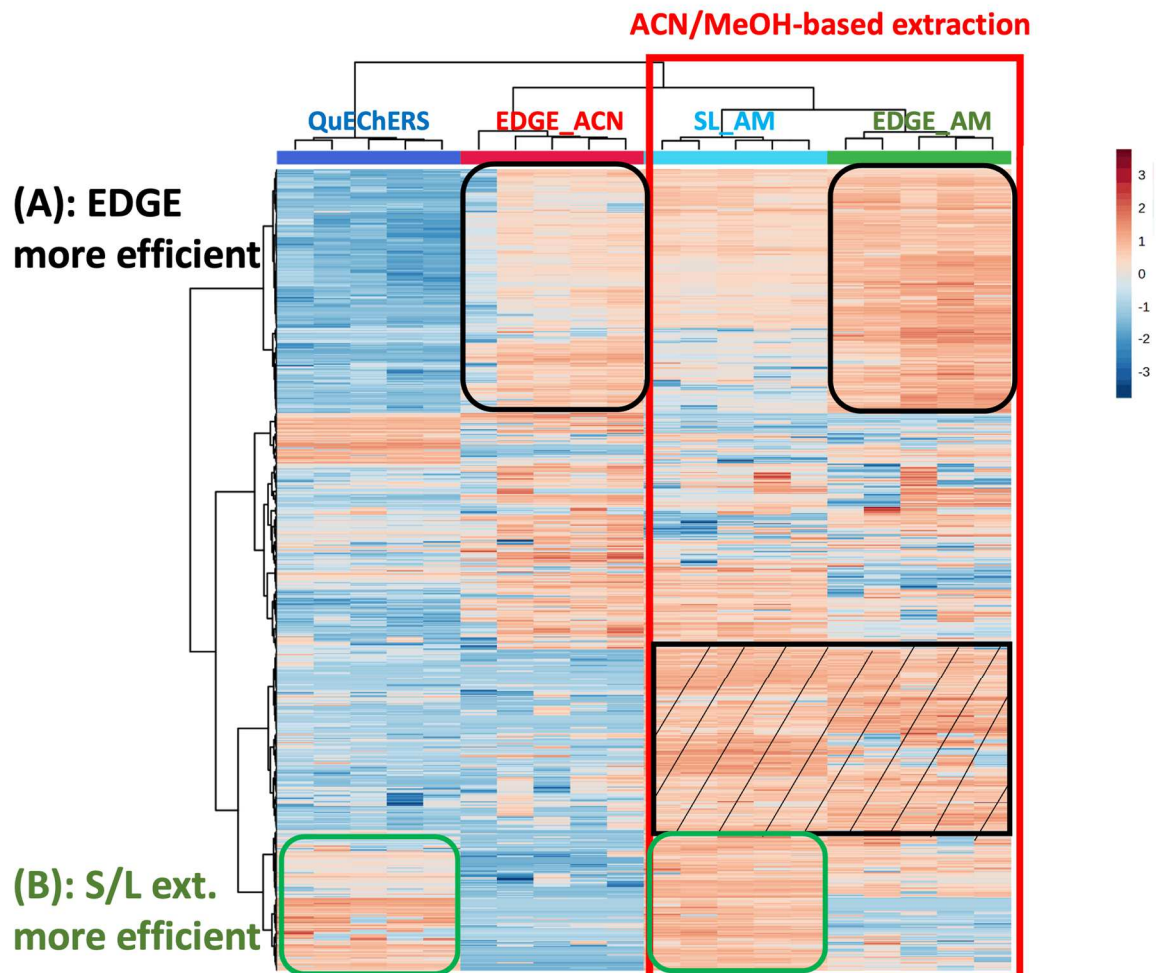 ACN/MeOH-based extraction
QuEChERS
EDGE_ACN
SL_AM
EDGE_AM
(A): EDGE
more efficient
3
2
1
0
-1
-2
-3
(B): S/L ext.
more efficient